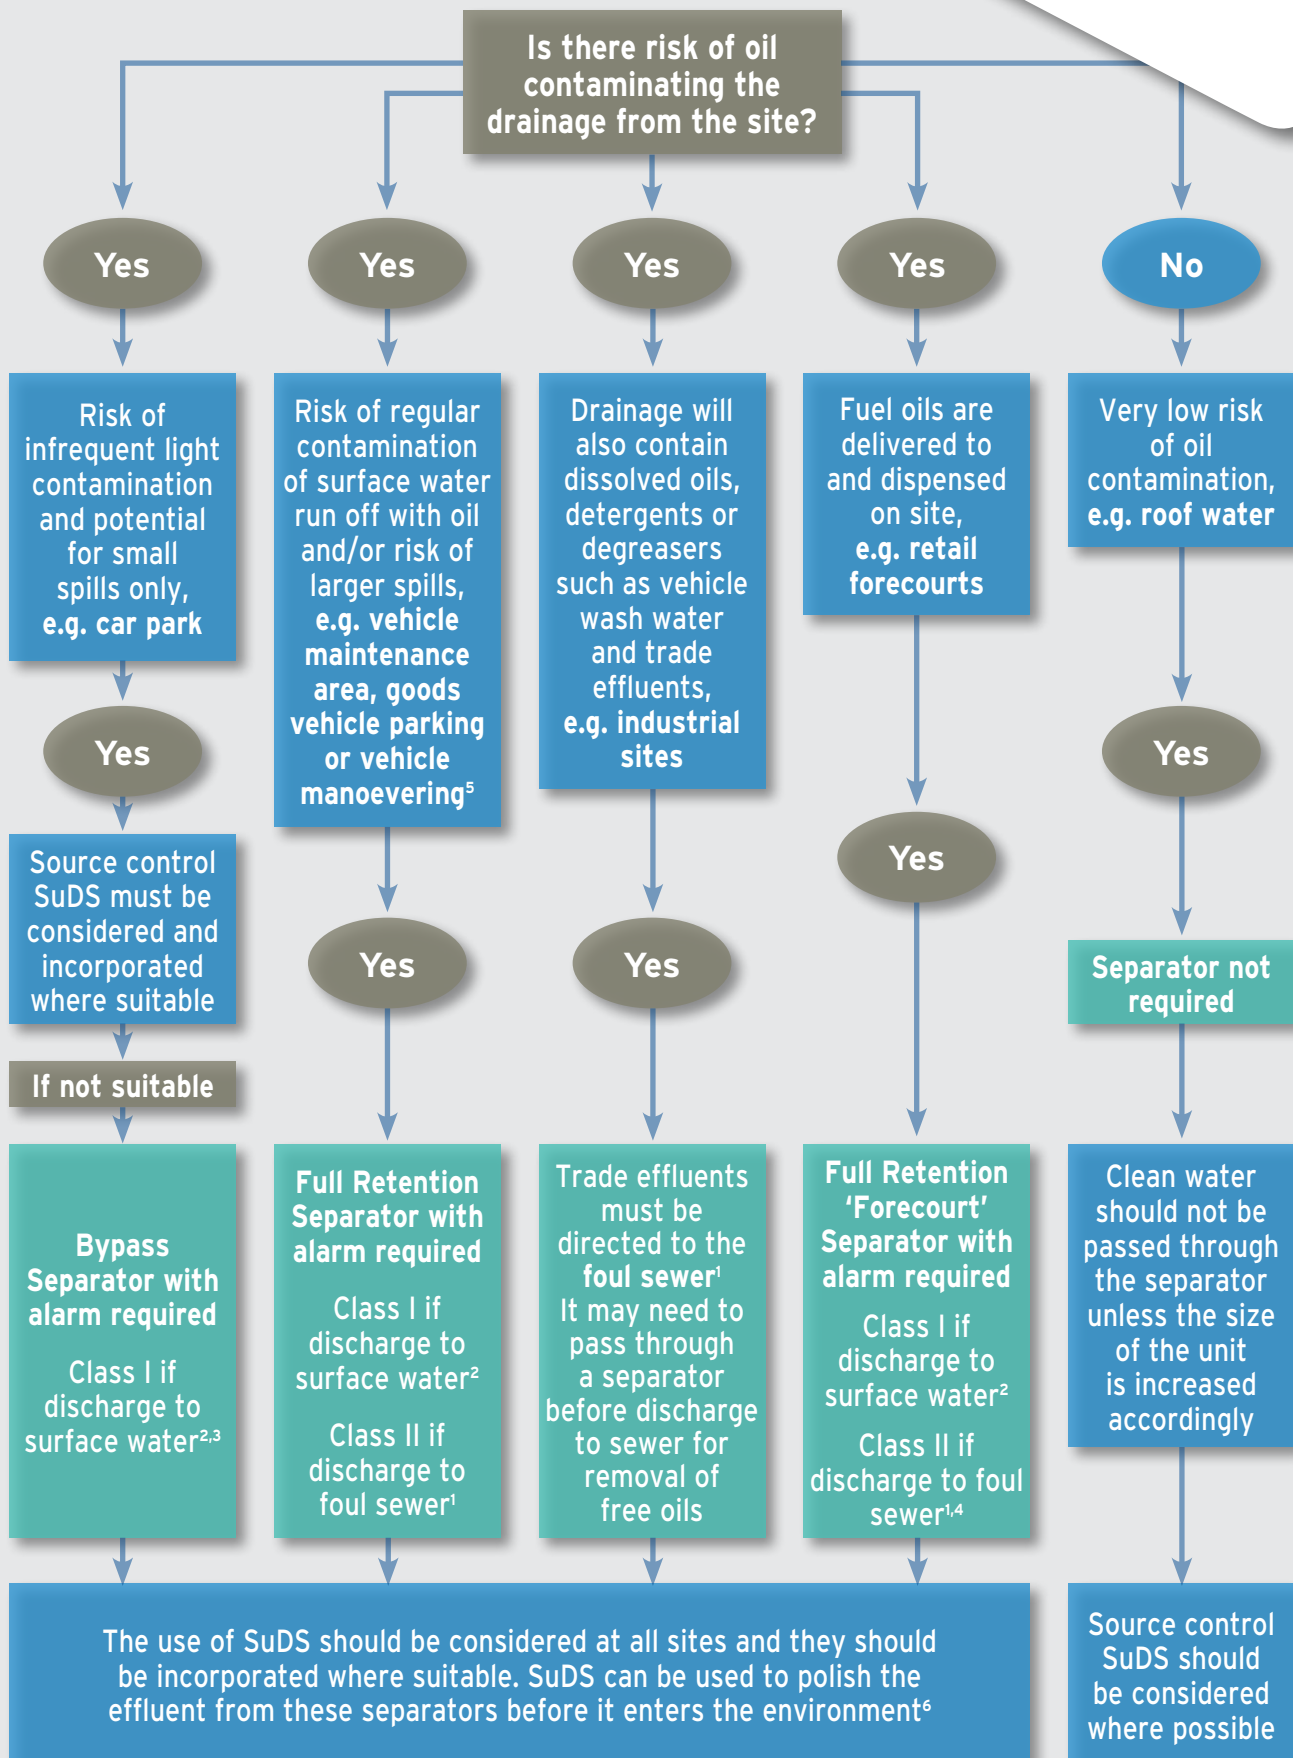 Is there risk of oil
contaminating the
drainage from the site?
Yes
Yes
Yes
Yes
No
Risk of
infrequent light
contamination
and potential
for small
spills only,
e.g. car park
Risk of regular
contamination
of surface water
run off with oil
and/or risk of
larger spills,
e.g. vehicle
maintenance
area, goods
vehicle parking
or vehicle
manoevering⁵
Drainage will
also contain
dissolved oils,
detergents or
degreasers
such as vehicle
wash water
and trade
effluents,
e.g. industrial
sites
Fuel oils are
delivered to
and dispensed
on site,
e.g. retail
forecourts
Very low risk
of oil
contamination,
e.g. roof water
Yes
Yes
Yes
Yes
Yes
Source control
SuDS must be
considered and
incorporated
where suitable
If not suitable
Separator not
required
Bypass
Separator with
alarm required
Class I if
discharge to
surface water²,³
Full Retention
Separator with
alarm required
Class I if
discharge to
surface water²
Class II if
discharge to
foul sewer¹
Trade effluents
must be
directed to the
foul sewer¹
It may need to
pass through
a separator
before discharge
to sewer for
removal of
free oils
Full Retention
‘Forecourt’
Separator with
alarm required
Class I if
discharge to
surface water²
Class II if
discharge to foul
sewer¹,⁴
Clean water
should not be
passed through
the separator
unless the size
of the unit
is increased
accordingly
The use of SuDS should be considered at all sites and they should
be incorporated where suitable. SuDS can be used to polish the
effluent from these separators before it enters the environment⁶
Source control
SuDS should
be considered
where possible